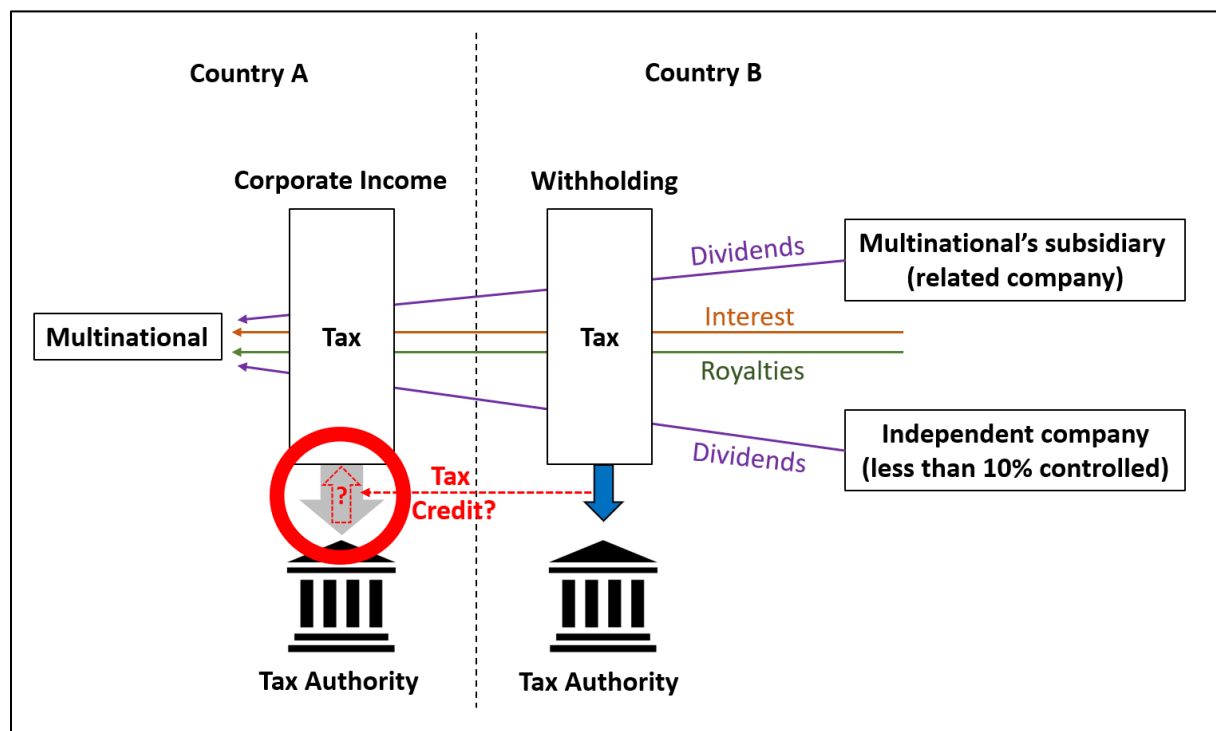 Country A
Country B
Corporate Income
Withholding
Tax
Tax
Multinational
Dividends
Interest
Royalties
Dividends
Multinational’s subsidiary
(related company)
Independent company
(less than 10% controlled)
?
Tax
Credit?
Tax Authority
Tax Authority